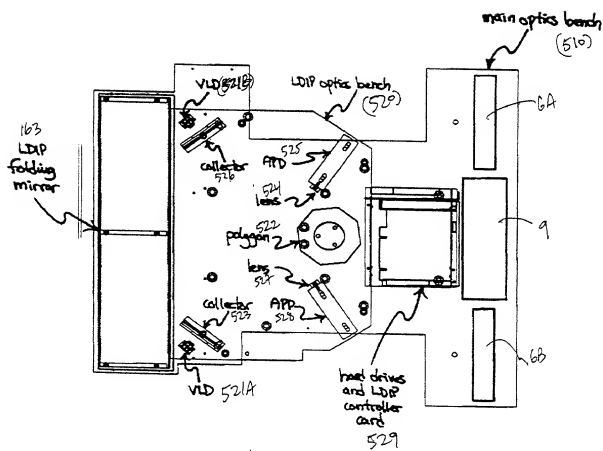 main optics bench
(510)
VLD (521B)
LDIP optics bench
(520)
6A
163
LDIP
folding
mirror
525
APD
collector
526
524
lens
522
polygon
9
lens
527
collector
523
APD
528
6B
VLD 521A
hard drives
and LDIP
controller
card
529